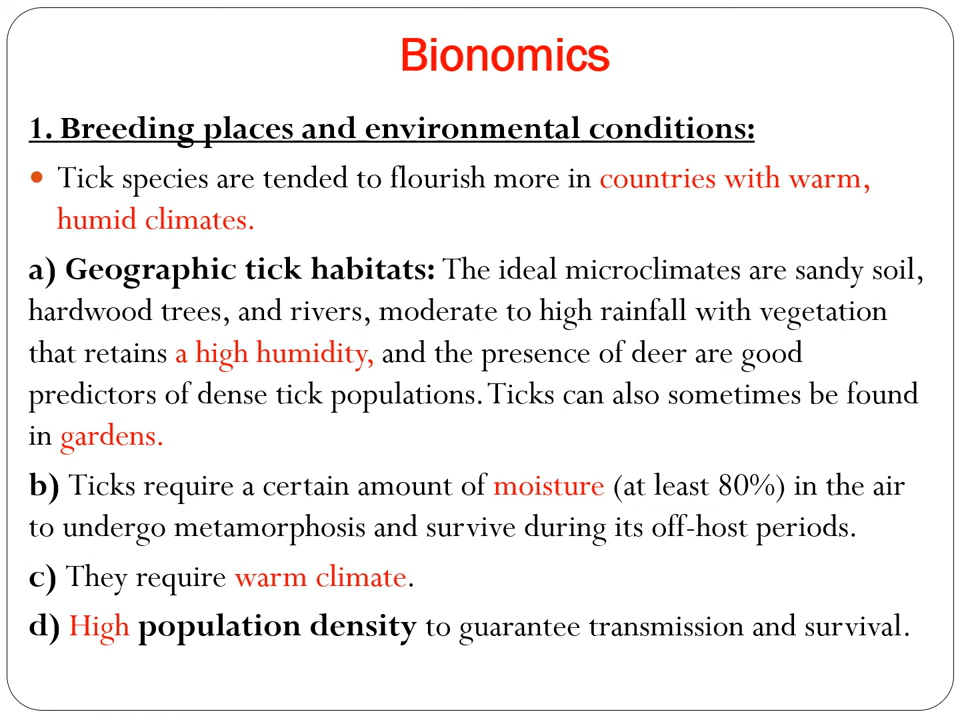 Bionomics
1. Breeding places and environmental conditions:
• Tick species are tended to flourish more in countries with warm,
humid climates.
a) Geographic tick habitats: The ideal microclimates are sandy soil,
hardwood trees, and rivers, moderate to high rainfall with vegetation
that retains a high humidity, and the presence of deer are good
predictors of dense tick populations. Ticks can also sometimes be found
in gardens.
b) Ticks require a certain amount of moisture (at least 80%) in the air
to undergo metamorphosis and survive during its off-host periods.
c) They require warm climate.
d) High population density to guarantee transmission and survival.